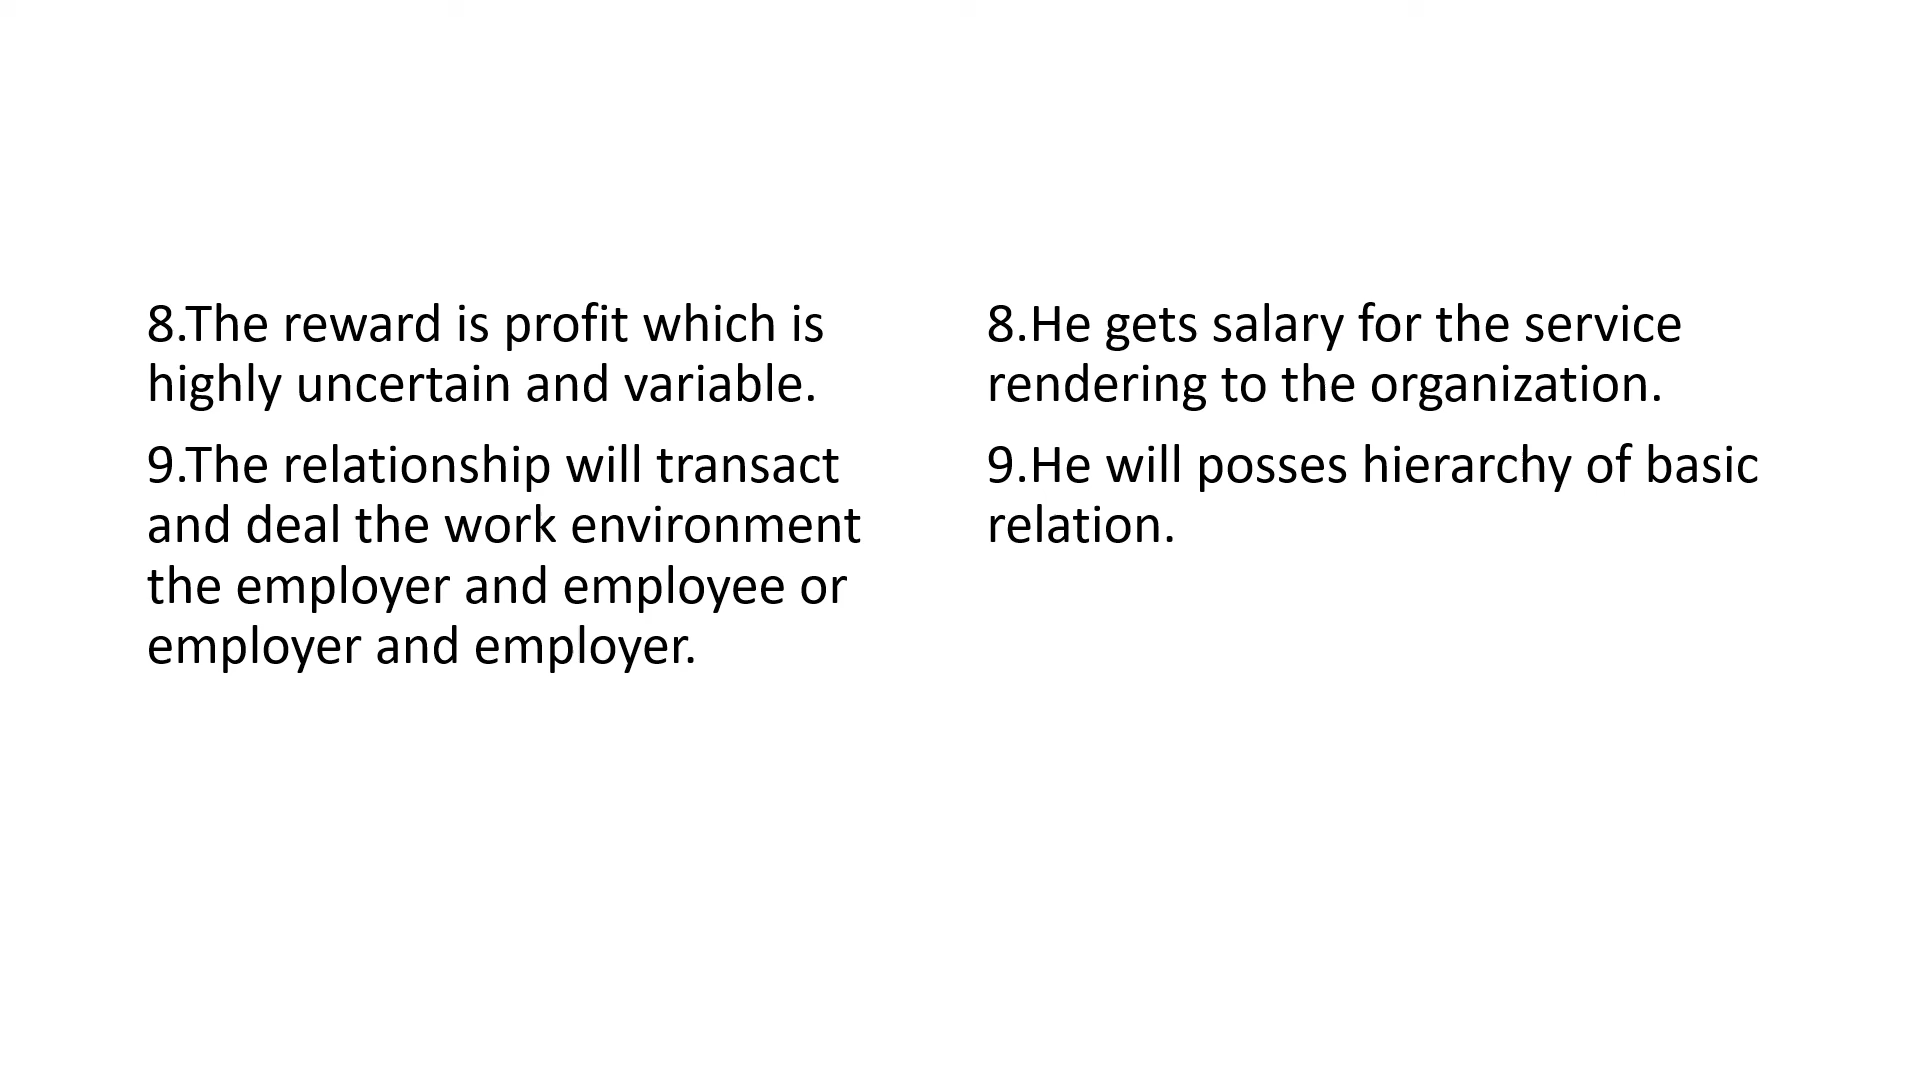 8.The reward is profit which is
highly uncertain and variable.
9.The relationship will transact
and deal the work environment
the employer and employee or
employer and employer.
8.He gets salary for the service
rendering to the organization.
9.He will posses hierarchy of basic
relation.